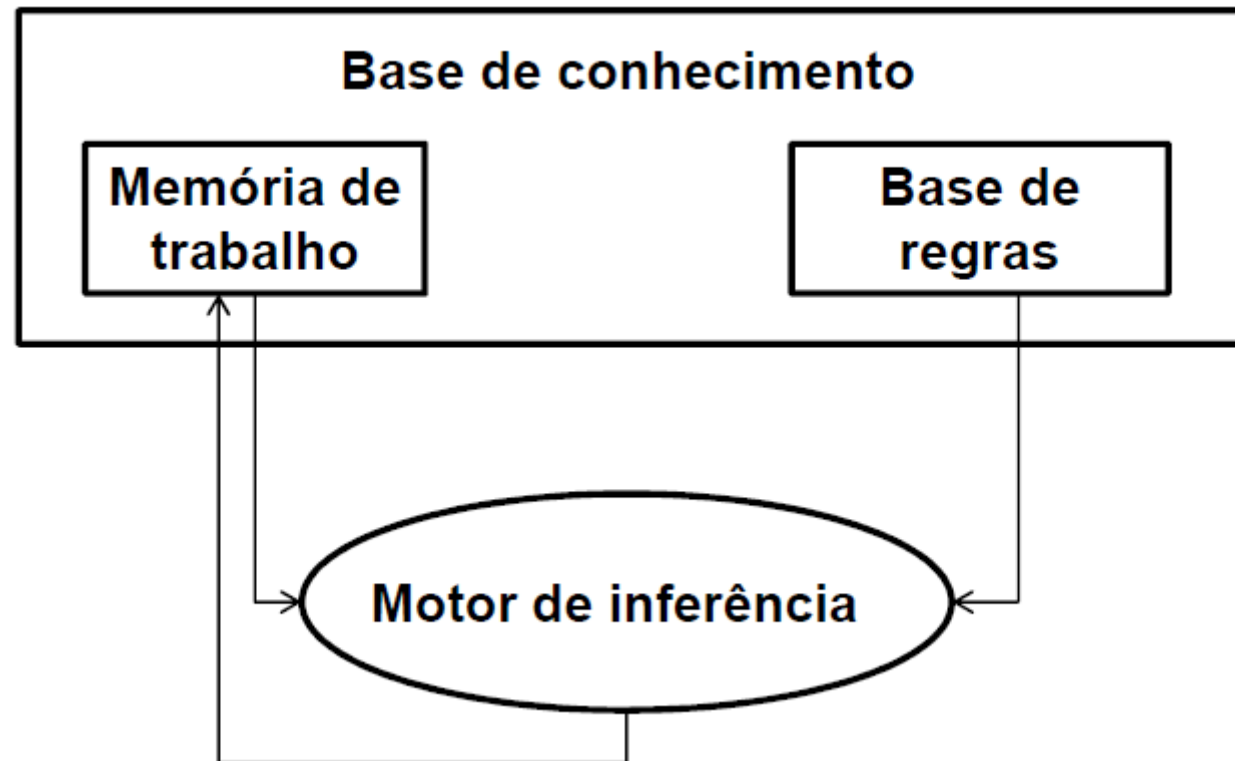 Base de conhecimento
Memória de
trabalho
Base de
regras
Motor de inferência